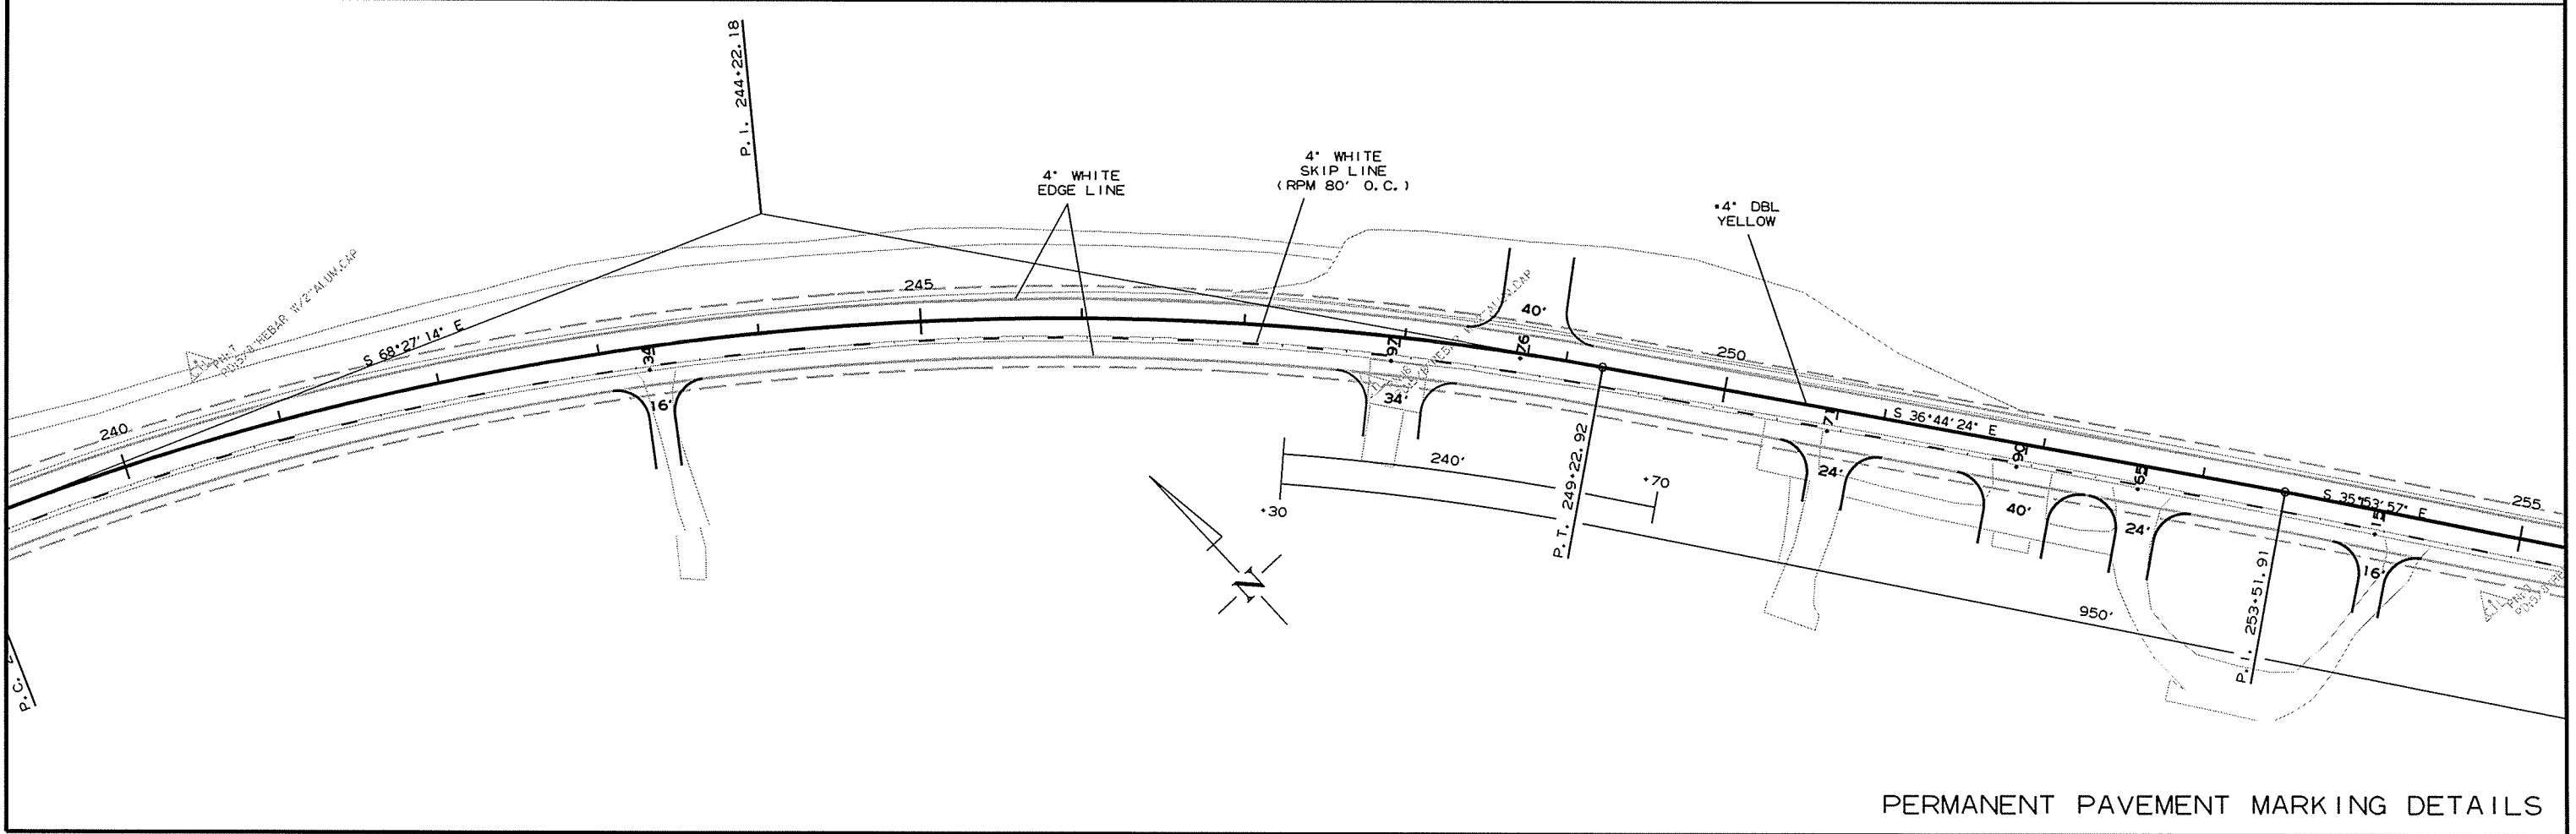 P.I. 244+22.18
4" WHITE
EDGE LINE
4" WHITE
SKIP LINE
(RPM 80' O.C.)
*4" DBL
YELLOW
240
S 68°27'14" E
245
250
S 36°44'24" E
S 35°53'57" E
255
+34
16'
+97
34'
+76
40'
+71
24'
+90
40'
+65
24'
16'
240'
+30
+70
P.T. 249+22.92
950'
P.I. 253+51.91
P.C.
N
PERMANENT PAVEMENT MARKING DETAILS